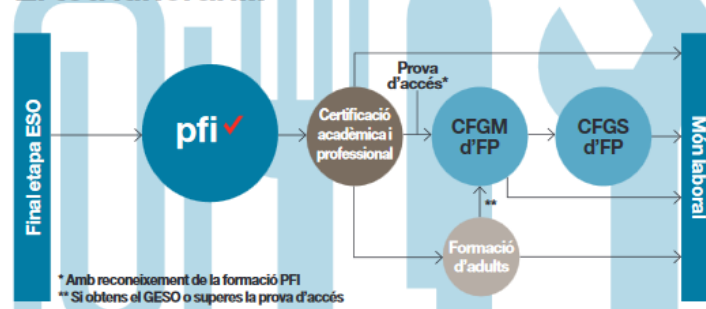 Final etapa ESO
pfi
Certificació
acadèmica i
professional
Prova
d'accés*
CFGM
d'FP
CFGS
d'FP
Món laboral
**
Formació
d'adults
* Amb reconeixement de la formació PFI
** Si obtens el GESO o superes la prova d'accés